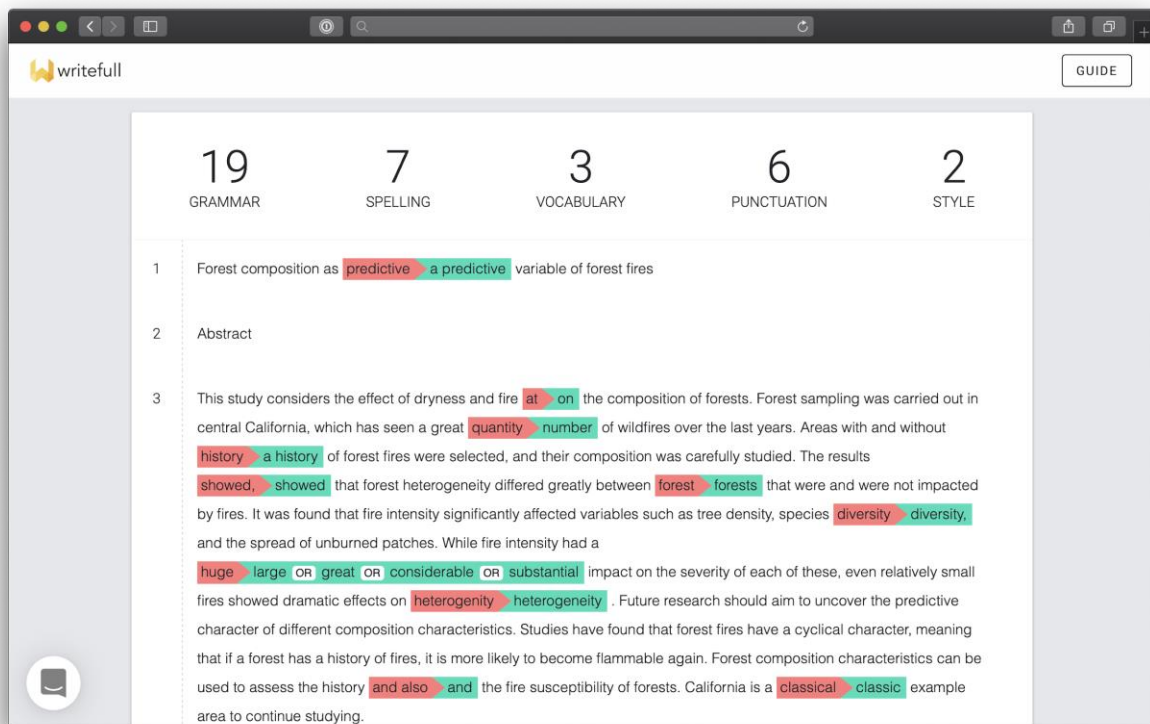 writefull
GUIDE
19 7 3 6 2
GRAMMAR SPELLING VOCABULARY PUNCTUATION STYLE
1 Forest composition as predictive a predictive variable of forest fires
2 Abstract
3 This study considers the effect of dryness and fire at on the composition of forests. Forest sampling was carried out in
central California, which has seen a great quantity number of wildfires over the last years. Areas with and without
history a history of forest fires were selected, and their composition was carefully studied. The results
showed, showed that forest heterogeneity differed greatly between forest forests that were and were not impacted
by fires. It was found that fire intensity significantly affected variables such as tree density, species diversity diversity,
and the spread of unburned patches. While fire intensity had a
huge large OR great OR considerable OR substantial impact on the severity of each of these, even relatively small
fires showed dramatic effects on heterogenity heterogeneity . Future research should aim to uncover the predictive
character of different composition characteristics. Studies have found that forest fires have a cyclical character, meaning
that if a forest has a history of fires, it is more likely to become flammable again. Forest composition characteristics can be
used to assess the history and also and the fire susceptibility of forests. California is a classical classic example
area to continue studying.